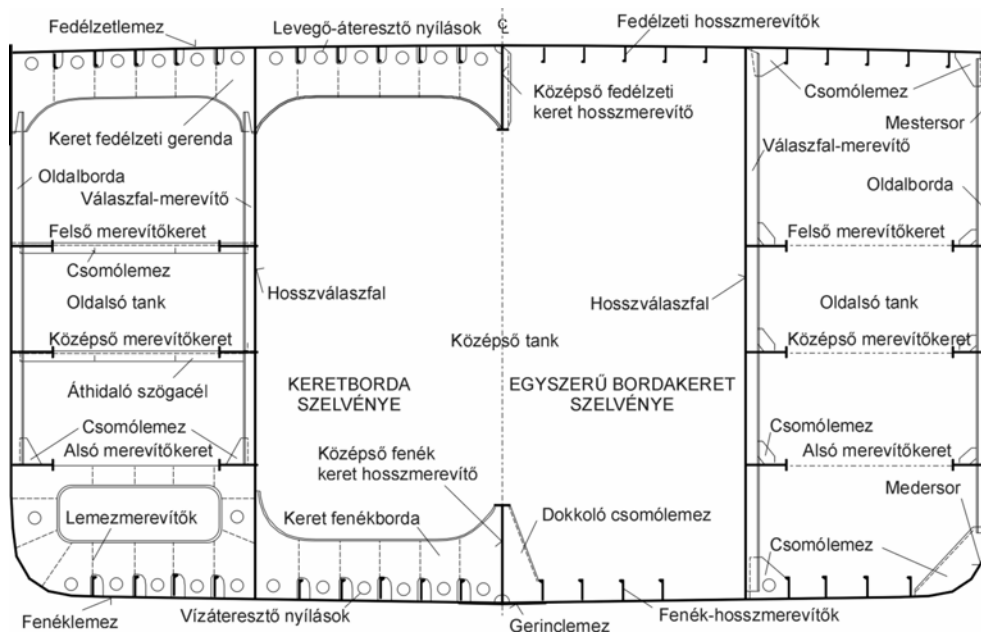 Fedélzetlemez
Levegő-áteresztő nyílások
℄
Fedélzeti hosszmerevítők
Keret fedélzeti gerenda
Középső fedélzeti
keret hosszmerevítő
Csomólemez
Mestersor
Válaszfal-merevítő
Oldalborda
Válaszfal-merevítő
Oldalborda
Felső merevítőkeret
Felső merevítőkeret
Csomólemez
Hosszválaszfal
Hosszválaszfal
Oldalsó tank
Oldalsó tank
Középső merevítőkeret
Középső tank
Középső merevítőkeret
Áthidaló szögacél
KERETBORDA
SZELVÉNYE
EGYSZERŰ BORDAKERET
SZELVÉNYE
Csomólemez
Alsó merevítőkeret
Középső fenék
keret hosszmerevítő
Csomólemez
Alsó merevítőkeret
Medersor
Lemezmerevítők
Keret fenékborda
Dokkoló csomólemez
Csomólemez
Fenéklemez
Vízáteresztő nyílások
Gerinclemez
Fenék-hosszmerevítők